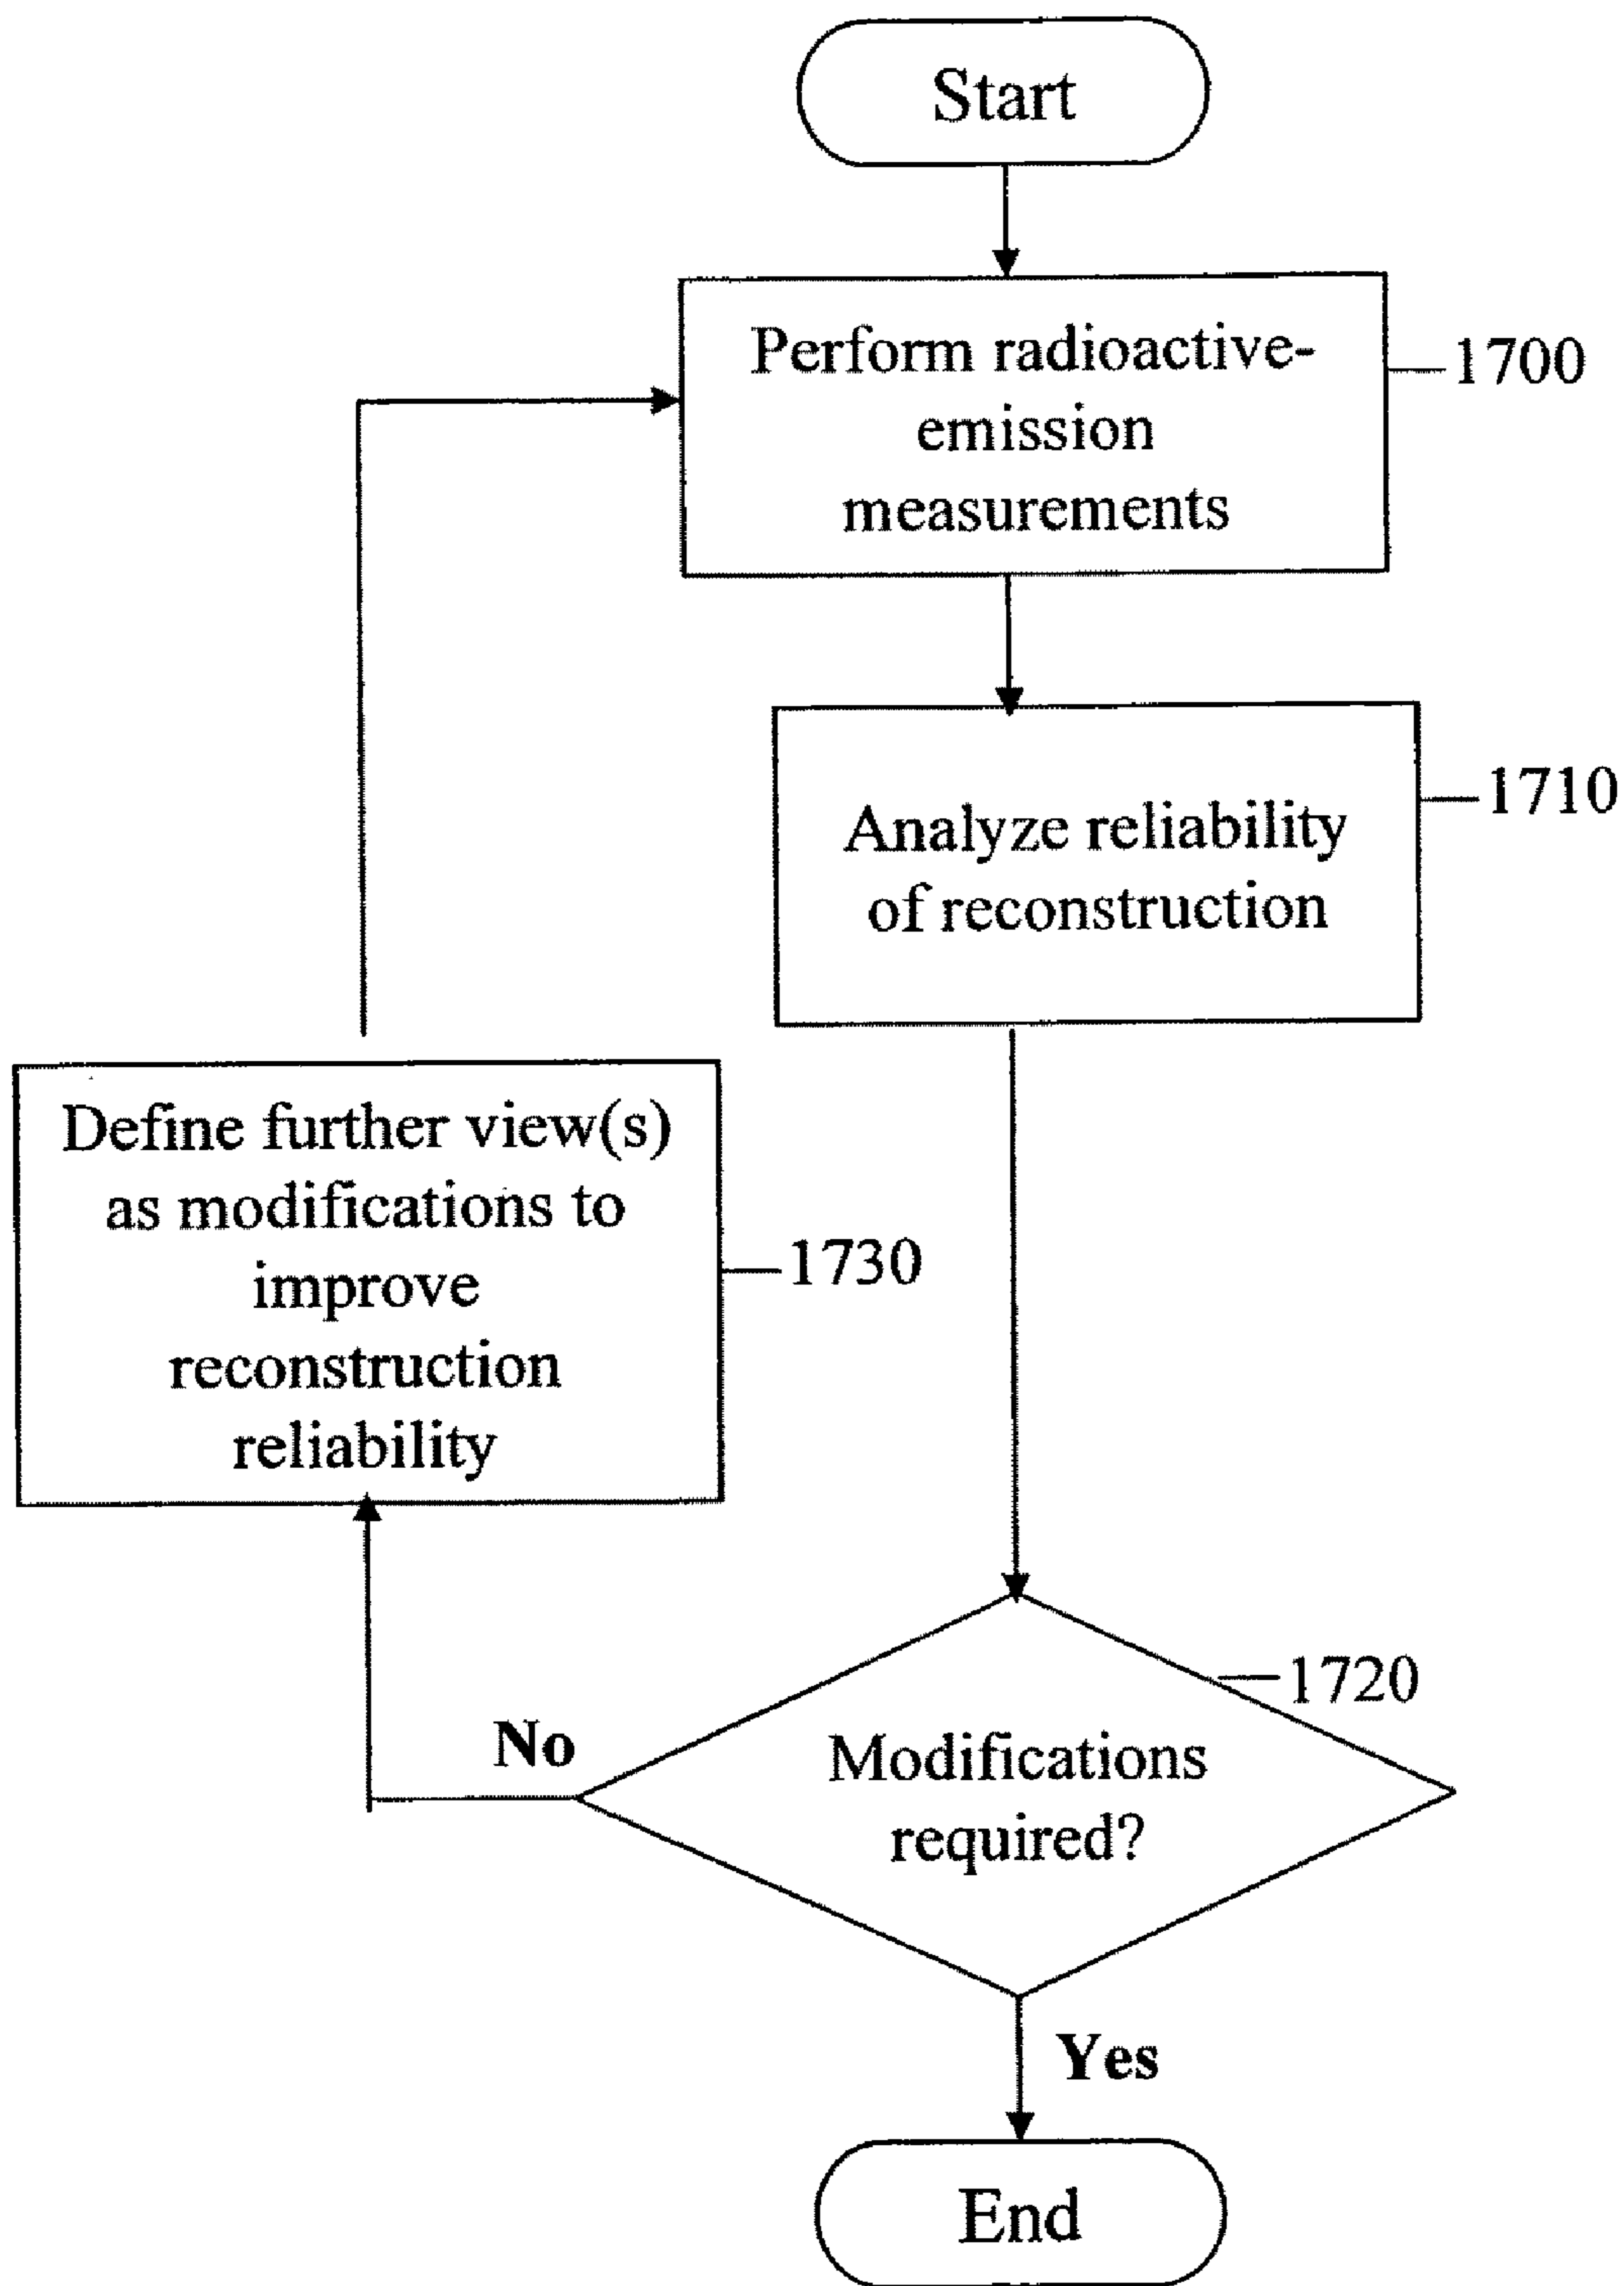 Start
Perform radioactive-
emission
measurements
1700
Analyze reliability
of reconstruction
1710
Define further view(s)
as modifications to
improve
reconstruction
reliability
1730
1720
Modifications
required?
No
Yes
End